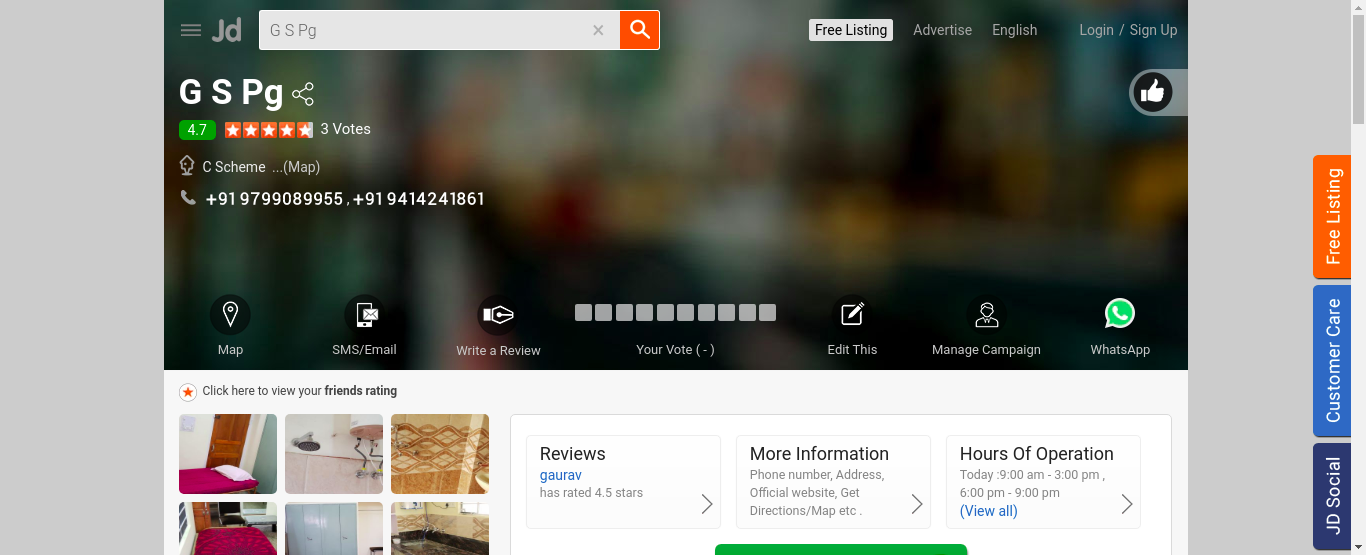 Jd
G S Pg
Free Listing
Advertise
English
Login / Sign Up
G S Pg
4.7
3 Votes
C Scheme ...(Map)
+91 9799089955 , +91 9414241861
Map
SMS/Email
Write a Review
Your Vote ( - )
Edit This
Manage Campaign
WhatsApp
Click here to view your friends rating
Reviews
gaurav
has rated 4.5 stars
More Information
Phone number, Address,
Official website, Get
Directions/Map etc .
Hours Of Operation
Today :9:00 am - 3:00 pm ,
6:00 pm - 9:00 pm
(View all)
Free Listing
Customer Care
JD Social